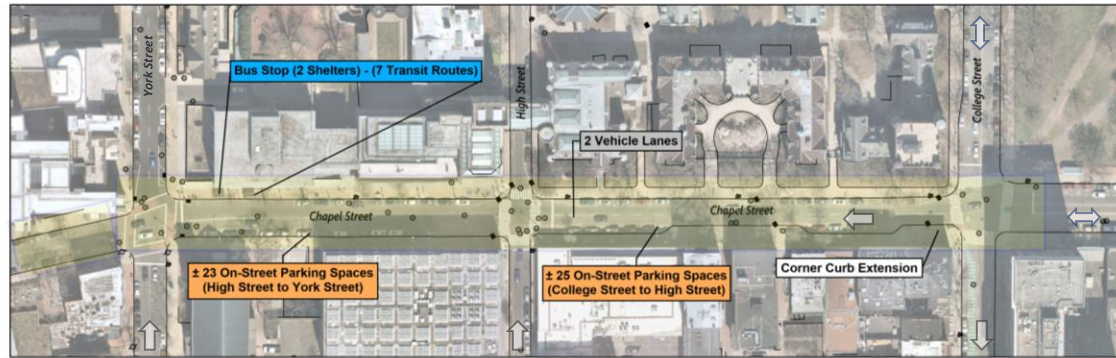 York Street
High Street
College Street
Bus Stop (2 Shelters) - (7 Transit Routes)
2 Vehicle Lanes
Chapel Street
Chapel Street
± 23 On-Street Parking Spaces
(High Street to York Street)
± 25 On-Street Parking Spaces
(College Street to High Street)
Corner Curb Extension